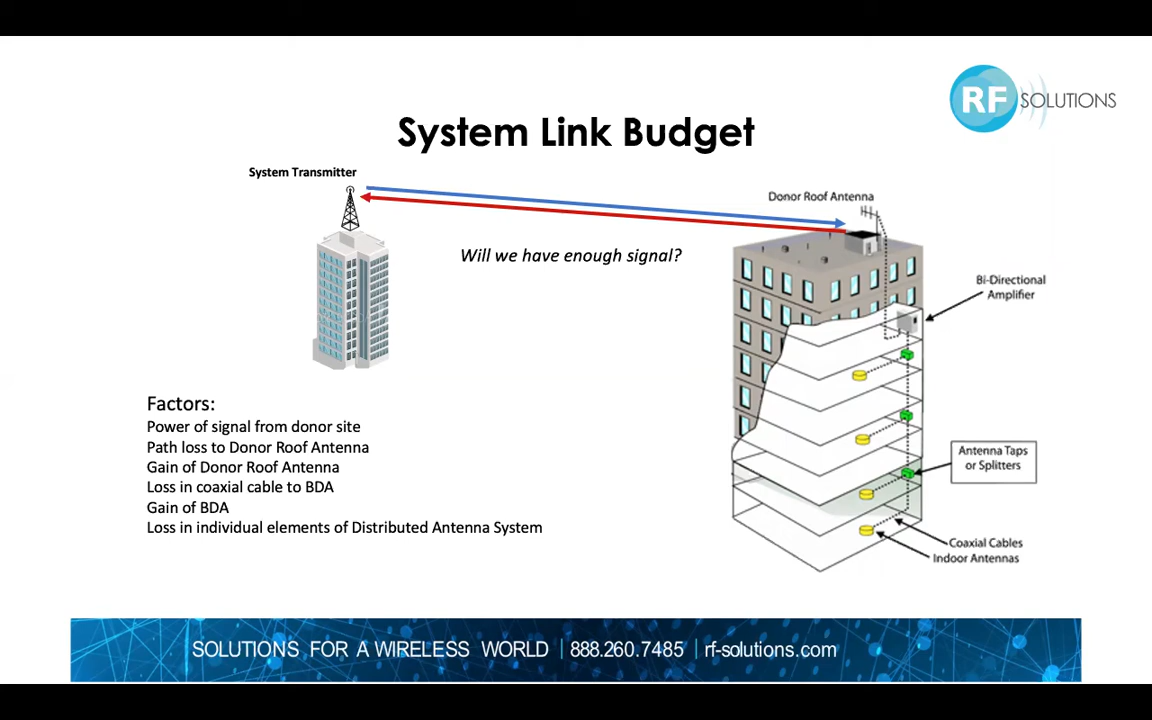 RF SOLUTIONS
System Link Budget
System Transmitter
Donor Roof Antenna
Will we have enough signal?
Bi-Directional
Amplifier
Factors:
Power of signal from donor site
Path loss to Donor Roof Antenna
Gain of Donor Roof Antenna
Loss in coaxial cable to BDA
Gain of BDA
Loss in individual elements of Distributed Antenna System
Antenna Taps
or Splitters
Coaxial Cables
Indoor Antennas
SOLUTIONS FOR A WIRELESS WORLD | 888.260.7485 | rf-solutions.com